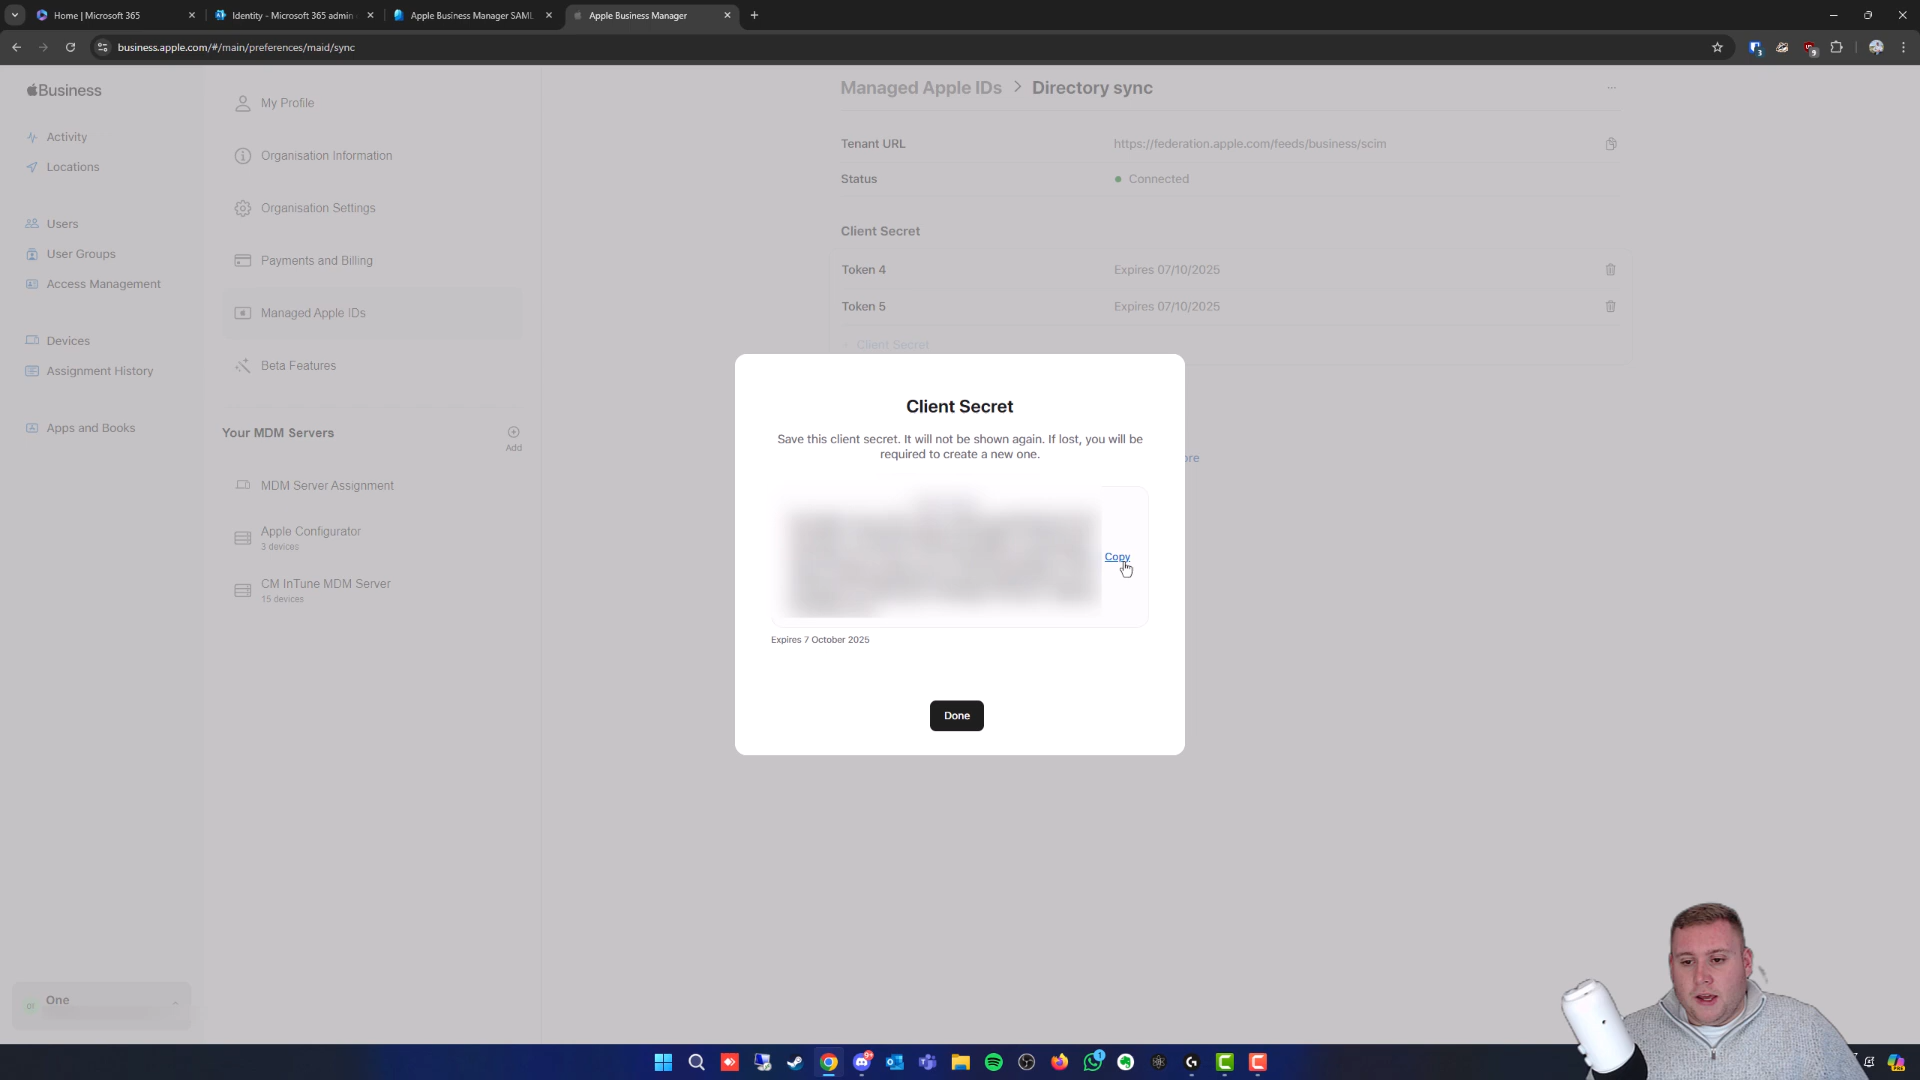 Home | Microsoft 365
Identity - Microsoft 365 admin
Apple Business Manager SAML
Apple Business Manager
business.apple.com/#/main/preferences/maid/sync
Business
Activity
Locations
Users
User Groups
Access Management
Devices
Assignment History
Apps and Books
One
My Profile
Organisation Information
Organisation Settings
Payments and Billing
Managed Apple IDs
Beta Features
Your MDM Servers
Add
MDM Server Assignment
Apple Configurator
3 devices
CM InTune MDM Server
15 devices
Managed Apple IDs > Directory sync
Tenant URL https://federation.apple.com/feeds/business/scim
Status Connected
Client Secret
Token 4 Expires 07/10/2025
Token 5 Expires 07/10/2025
Client Secret
Client Secret
Save this client secret. It will not be shown again. If lost, you will be
required to create a new one.
Copy
Expires 7 October 2025
Done